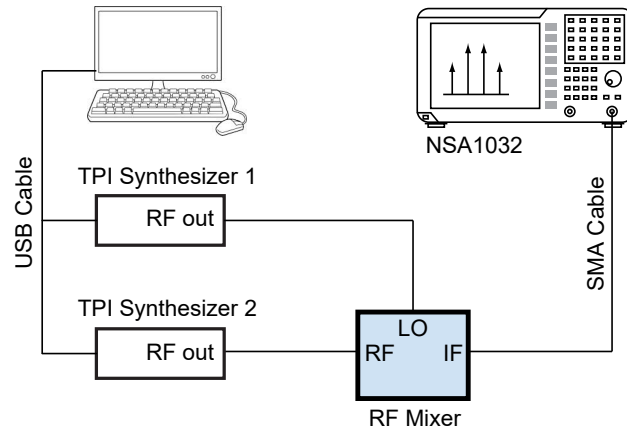 NSA1032
USB Cable
TPI Synthesizer 1
RF out
SMA Cable
TPI Synthesizer 2
RF out
LO
RF
IF
RF Mixer